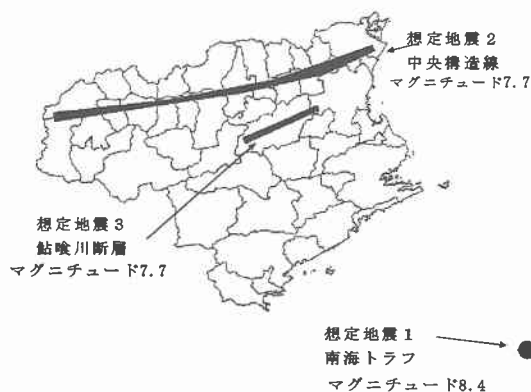 想定地震２
中央構造線
マグニチュード7.7
想定地震３
鮎喰川断層
マグニチュード7.7
想定地震１
南海トラフ
マグニチュード8.4